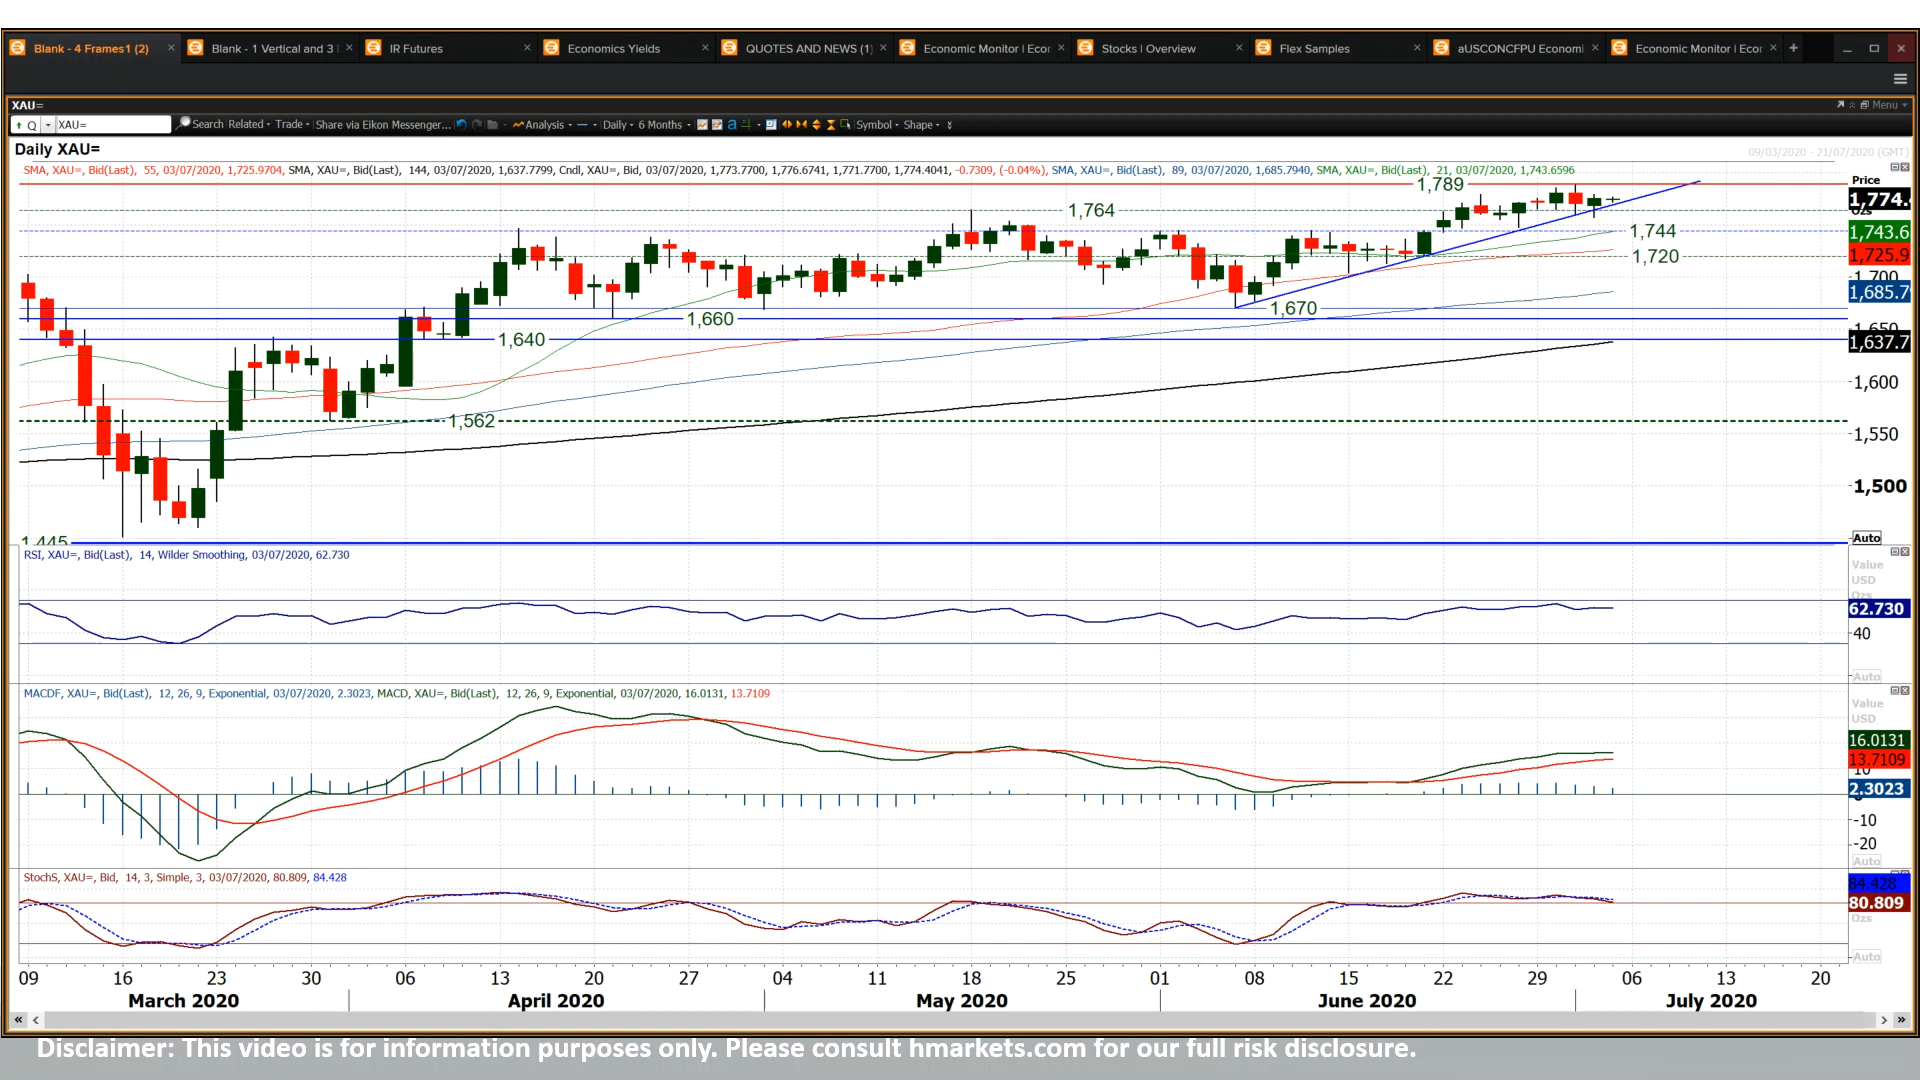 Blank - 4 Frames1 (2) Blank - 1 Vertical and 3 IR Futures Economics Yields QUOTES AND NEWS (1) Economic Monitor | Ecor Stocks | Overview Flex Samples aUSCONCFPU Economi Economic Monitor | Ecor
XAU=
Menu
Q XAU= Search Related Trade Share via Eikon Messenger... Analysis Daily 6 Months a Symbol Shape
Daily XAU=
09/03/2020 - 21/07/2020 (GMT)
SMA, XAU=, Bid(Last), 55, 03/07/2020, 1,725.9704, SMA, XAU=, Bid(Last), 144, 03/07/2020, 1,637.7799, Cndl, XAU=, Bid, 03/07/2020, 1,773.7700, 1,776.6741, 1,771.7700, 1,774.4041, -0.7309, (-0.04%), SMA, XAU=, Bid(Last), 89, 03/07/2020, 1,685.7940, SMA, XAU=, Bid(Last), 21, 03/07/2020, 1,743.6596
Price
1,789
1,774.
Ozs
1,764
1,744
1,743.6
1,720
1,725.9
1,700
1,685.7
1,670
1,660
1,650
1,640
1,637.7
1,600
1,562
1,550
1,500
1,445
Auto
RSI, XAU=, Bid(Last), 14, Wilder Smoothing, 03/07/2020, 62.730
Value
USD
Ozs
62.730
40
Auto
MACDF, XAU=, Bid(Last), 12, 26, 9, Exponential, 03/07/2020, 2.3023, MACD, XAU=, Bid(Last), 12, 26, 9, Exponential, 03/07/2020, 16.0131, 13.7109
Value
USD
16.0131
13.7109
10
2.3023
-10
-20
Auto
StochS, XAU=, Bid, 14, 3, Simple, 3, 03/07/2020, 80.809, 84.428
84.428
80.809
Ozs
Auto
09 16 23 30 06 13 20 27 04 11 18 25 01 08 15 22 29 06 13 20
March 2020 April 2020 May 2020 June 2020 July 2020
Disclaimer: This video is for information purposes only. Please consult hmarkets.com for our full risk disclosure.